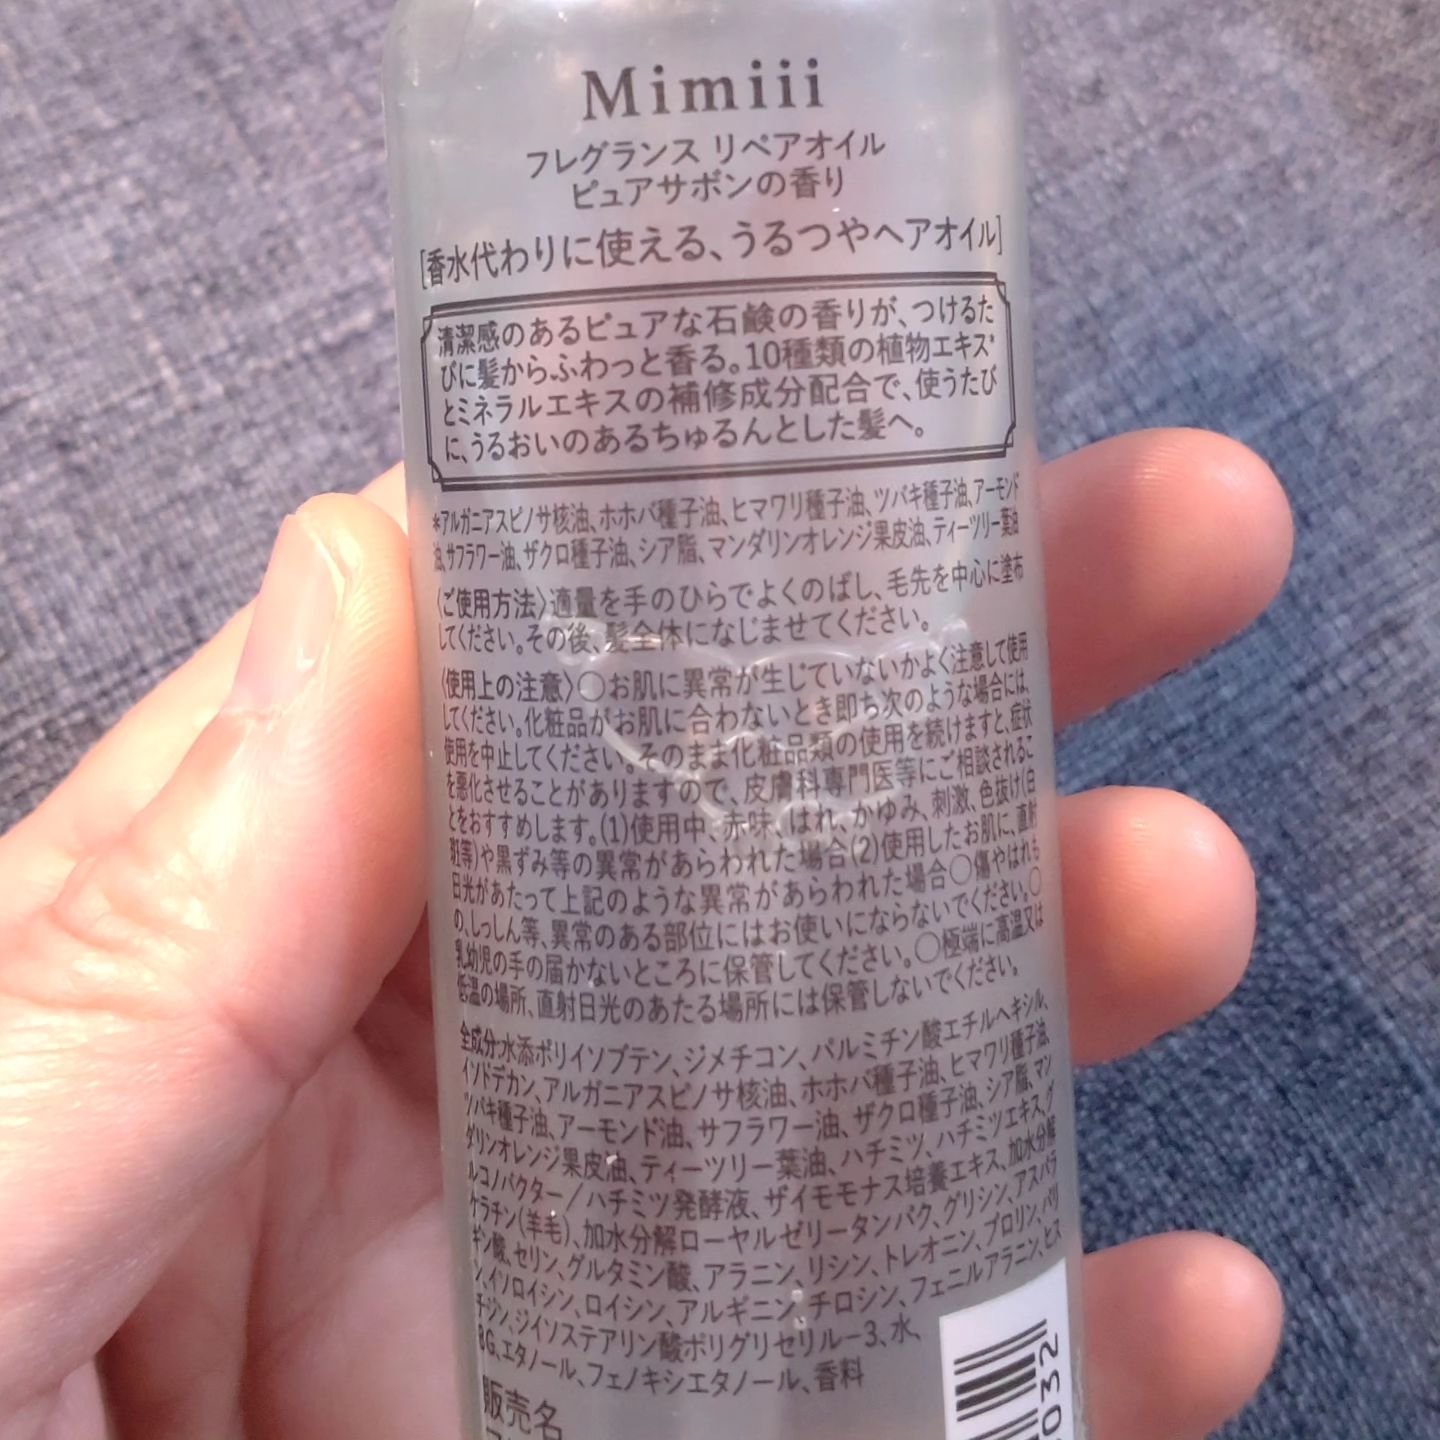 Mimiii
フレグランス リペアオイル
ピュアサボンの香り
[香水代わりに使える、うるつやヘアオイル]
清潔感のあるピュアな石鹸の香りが、つけるた
びに髪からふわっと香る。10種類の植物エキス*
とミネラルエキスの補修成分配合で、使うたび
に、うるおいのあるちゅるんとした髪へ。
*アルガニアスピノサ核油、ホホバ種子油、ヒマワリ種子油、ツバキ種子油、アーモンド
油、サフラワー油、ザクロ種子油、シア脂、マンダリンオレンジ果皮油、ティーツリー葉油
〈ご使用方法〉適量を手のひらでよくのばし、毛先を中心に塗布
してください。その後、髪全体になじませてください。
〈使用上の注意〉○お肌に異常が生じていないかよく注意して使用
してください。化粧品がお肌に合わないとき即ち次のような場合には、
使用を中止してください。そのまま化粧品類の使用を続けますと、症状
を悪化させることがありますので、皮膚科専門医等にご相談されるこ
とをおすすめします。(1)使用中、赤味、はれ、かゆみ、刺激、色抜け(白
斑等)や黒ずみ等の異常があらわれた場合(2)使用したお肌に、直射
日光があたって上記のような異常があらわれた場合○傷やはれも
の、しっしん等、異常のある部位にはお使いにならないでください。○
乳幼児の手の届かないところに保管してください。○極端に高温又は
低温の場所、直射日光のあたる場所には保管しないでください。
全成分:水添ポリイソブテン、ジメチコン、パルミチン酸エチルヘキシル、
イソドデカン、アルガニアスピノサ核油、ホホバ種子油、ヒマワリ種子油、
ツバキ種子油、アーモンド油、サフラワー油、ザクロ種子油、シア脂、マン
ダリンオレンジ果皮油、ティーツリー葉油、ハチミツ、ハチミツエキス、グ
ルコノバクター/ハチミツ発酵液、ザイモモナス培養エキス、加水分解
ケラチン(羊毛)、加水分解ローヤルゼリータンパク、グリシン、アスパラ
ギン酸、セリン、グルタミン酸、アラニン、リシン、トレオニン、プロリン、バリ
ン、イソロイシン、ロイシン、アルギニン、チロシン、フェニルアラニン、ヒス
チジン、ジイソステアリン酸ポリグリセリル-3、水、
BG、エタノール、フェノキシエタノール、香料
販売名